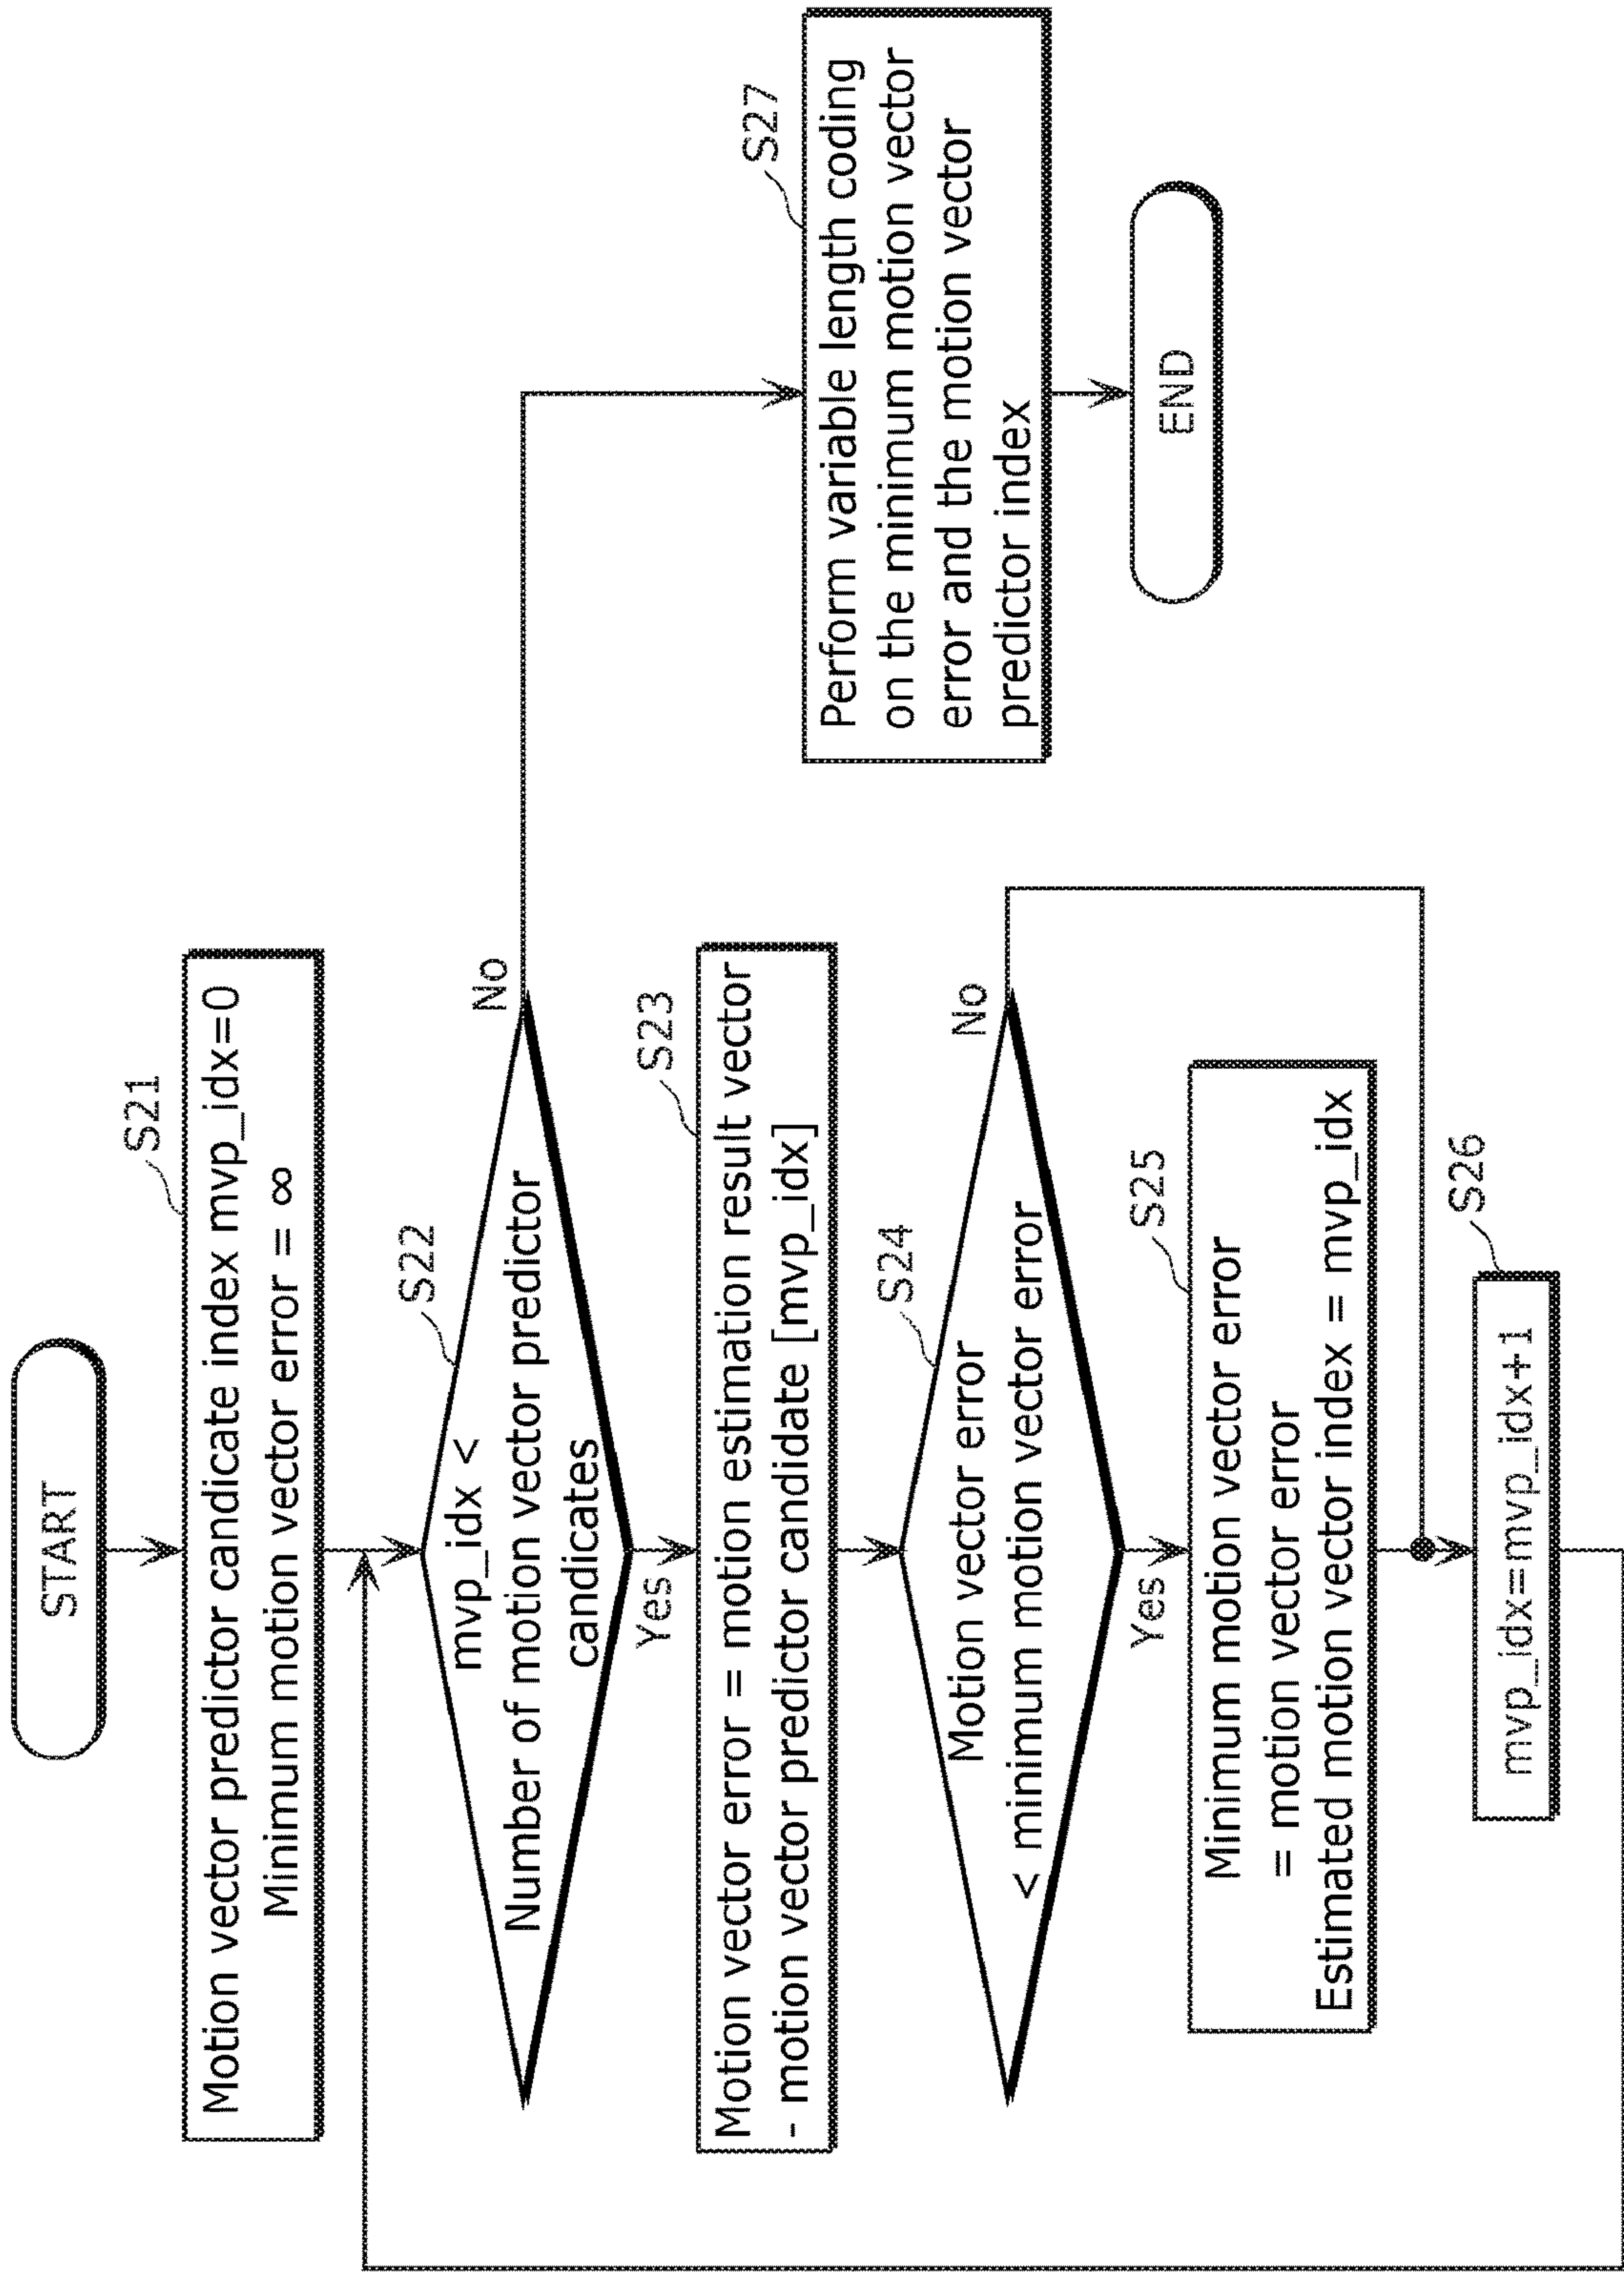 START
S21
Motion vector predictor candicate index mvp_idx=0
Minimum motion vector error = ∞
S22
mvp_idx <
Number of motion vector predictor
candicates
No
Yes
S23
Motion vector error = motion estimation result vector
- motion vector predictor candidate [mvp_idx]
S24
Motion vector error
< minimum motion vector error
No
Yes
S25
Minimum motion vector error
= motion vector error
Estimated motion vector index = mvp_idx
S26
mvp_idx=mvp_idx+1
S27
Perform variable length coding
on the minimum motion vector
error and the motion vector
predictor index
END